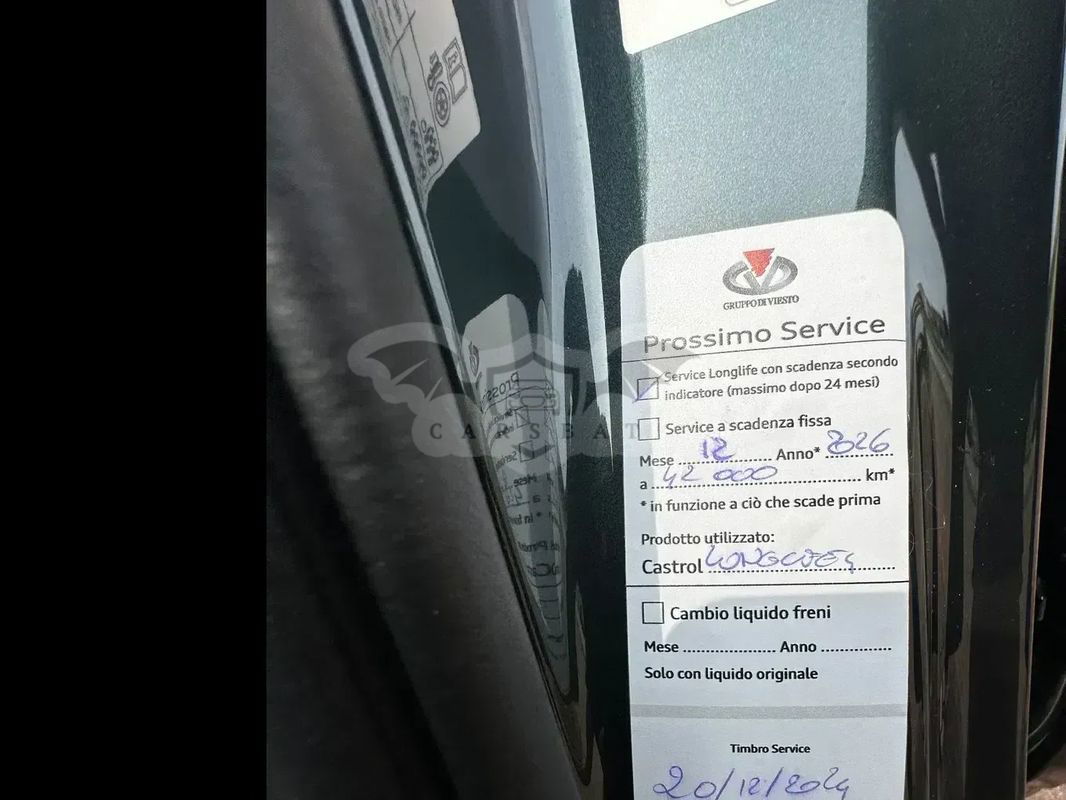 GRUPPO DI VIESTO
Prossimo Service
Service Longlife con scadenza secondo
indicatore (massimo dopo 24 mesi)
Service a scadenza fissa
Mese 12 Anno* 2026
a 42000 km*
* in funzione a ciò che scade prima
Prodotto utilizzato:
Castrol
Cambio liquido freni
Mese .................... Anno ...............
Solo con liquido originale
Timbro Service
20/12/2024
CARSBAT